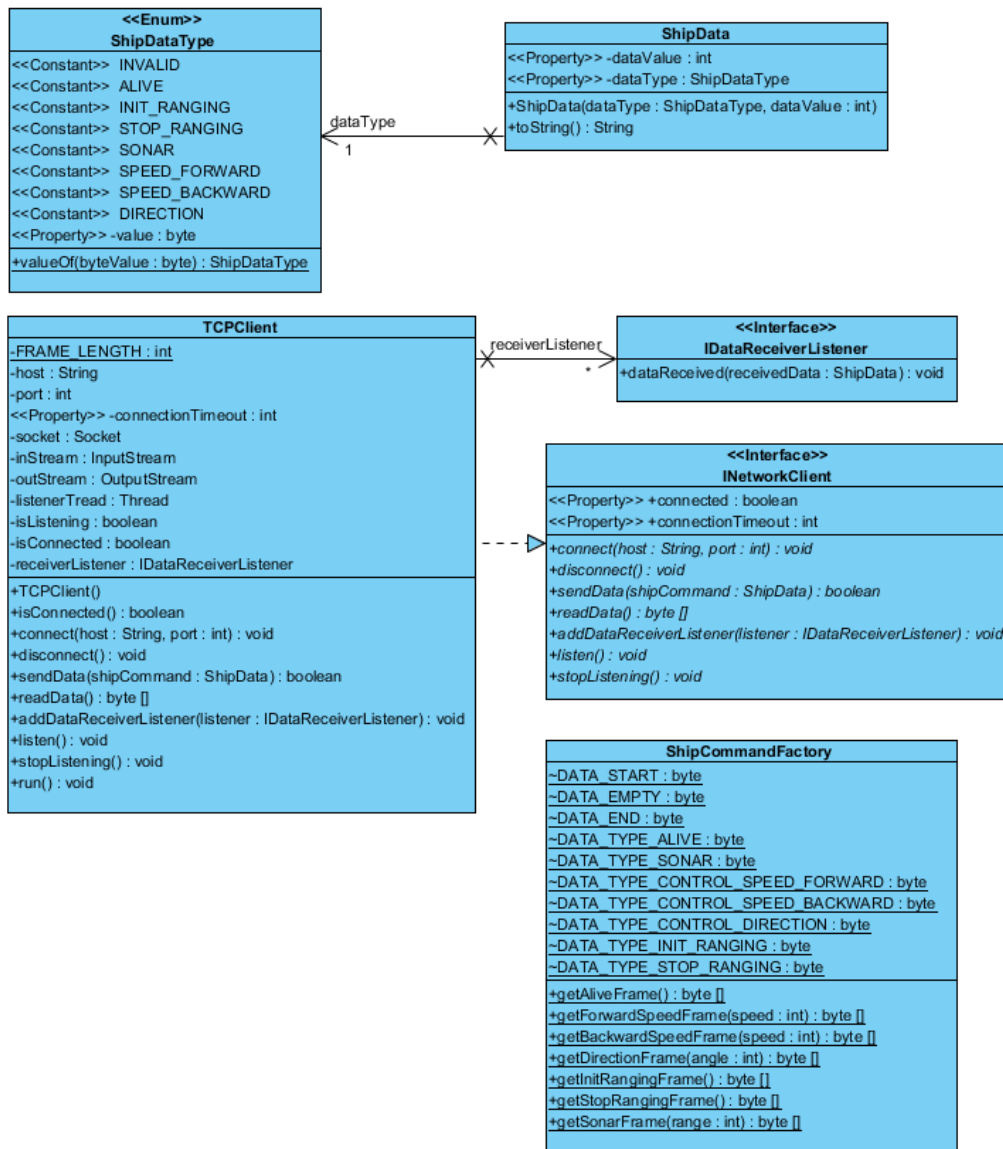 <<Enum>>
ShipDataType
<<Constant>> INVALID
<<Constant>> ALIVE
<<Constant>> INIT_RANGING
<<Constant>> STOP_RANGING
<<Constant>> SONAR
<<Constant>> SPEED_FORWARD
<<Constant>> SPEED_BACKWARD
<<Constant>> DIRECTION
<<Property>> -value : byte
+valueOf(byteValue : byte) : ShipDataType
dataType
1
ShipData
<<Property>> -dataValue : int
<<Property>> -dataType : ShipDataType
+ShipData(dataType : ShipDataType, dataValue : int)
+toString() : String
TCPClient
-FRAME_LENGTH : int
-host : String
-port : int
<<Property>> -connectionTimeout : int
-socket : Socket
-inStream : InputStream
-outStream : OutputStream
-listenerTread : Thread
-isListening : boolean
-isConnected : boolean
-receiverListener : IDataReceiverListener
+TCPClient()
+isConnected() : boolean
+connect(host : String, port : int) : void
+disconnect() : void
+sendData(shipCommand : ShipData) : boolean
+readData() : byte []
+addDataReceiverListener(listener : IDataReceiverListener) : void
+listen() : void
+stopListening() : void
+run() : void
receiverListener
*
<<Interface>>
IDataReceiverListener
+dataReceived(receivedData : ShipData) : void
<<Interface>>
INetworkClient
<<Property>> +connected : boolean
<<Property>> +connectionTimeout : int
+connect(host : String, port : int) : void
+disconnect() : void
+sendData(shipCommand : ShipData) : boolean
+readData() : byte []
+addDataReceiverListener(listener : IDataReceiverListener) : void
+listen() : void
+stopListening() : void
ShipCommandFactory
~DATA_START : byte
~DATA_EMPTY : byte
~DATA_END : byte
~DATA_TYPE_ALIVE : byte
~DATA_TYPE_SONAR : byte
~DATA_TYPE_CONTROL_SPEED_FORWARD : byte
~DATA_TYPE_CONTROL_SPEED_BACKWARD : byte
~DATA_TYPE_CONTROL_DIRECTION : byte
~DATA_TYPE_INIT_RANGING : byte
~DATA_TYPE_STOP_RANGING : byte
+getAliveFrame() : byte []
+getForwardSpeedFrame(speed : int) : byte []
+getBackwardSpeedFrame(speed : int) : byte []
+getDirectionFrame(angle : int) : byte []
+getInitRangingFrame() : byte []
+getStopRangingFrame() : byte []
+getSonarFrame(range : int) : byte []